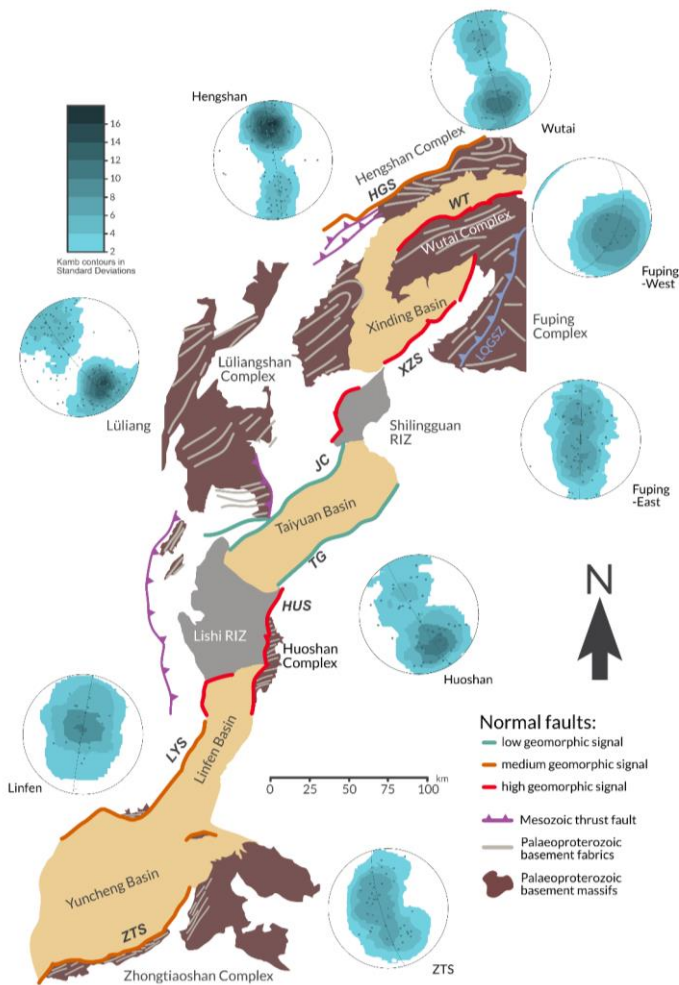 Wutai
Hengshan
16
14
12
10
8
6
4
2
Kamb contours in
Standard Deviations
Hengshan Complex
HGS
WT
Wutai Complex
Fuping
-West
Xinding Basin
LQGSZ
Fuping
Complex
XZS
Lüliangshan
Complex
Lüliang
Shilingguan
RIZ
JC
Fuping
-East
Taiyuan Basin
TG
N
HUS
Lishi RIZ
Huoshan
Complex
Huoshan
Linfen
LYS
Linfen Basin
0 25 50 75 100
km
Normal faults:
low geomorphic signal
medium geomorphic signal
high geomorphic signal
Mesozoic thrust fault
Palaeoproterozoic
basement fabrics
Palaeoproterozoic
basement massifs
Yuncheng Basin
ZTS
Zhongtiaoshan Complex
ZTS